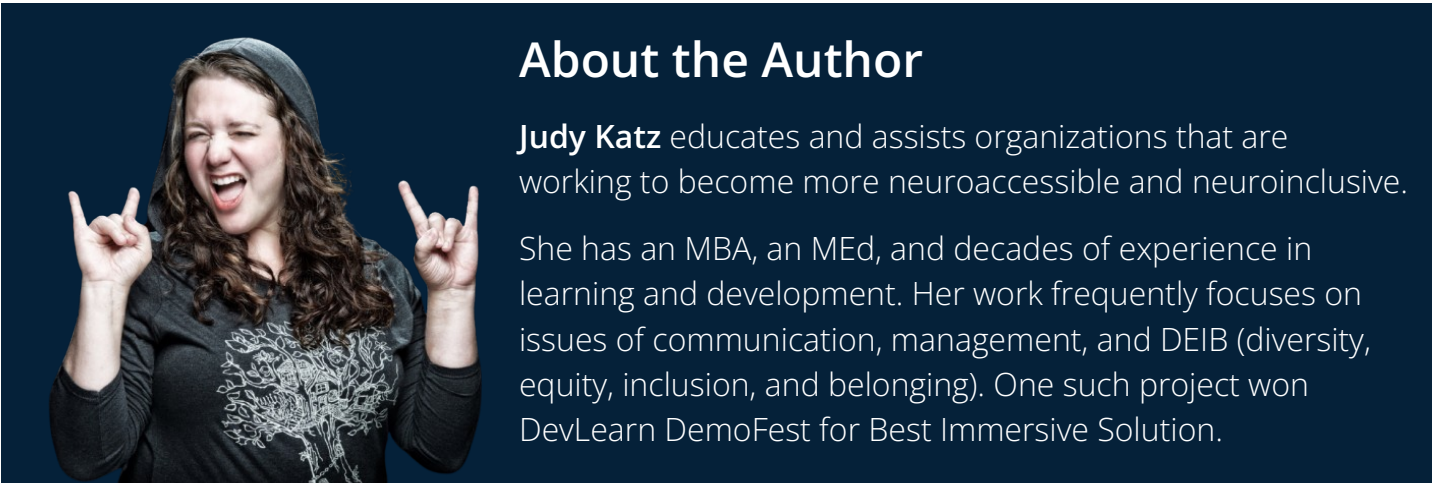 About the Author
Judy Katz educates and assists organizations that are
working to become more neuroaccessible and neuroinclusive.
She has an MBA, an MEd, and decades of experience in
learning and development. Her work frequently focuses on
issues of communication, management, and DEIB (diversity,
equity, inclusion, and belonging). One such project won
DevLearn DemoFest for Best Immersive Solution.